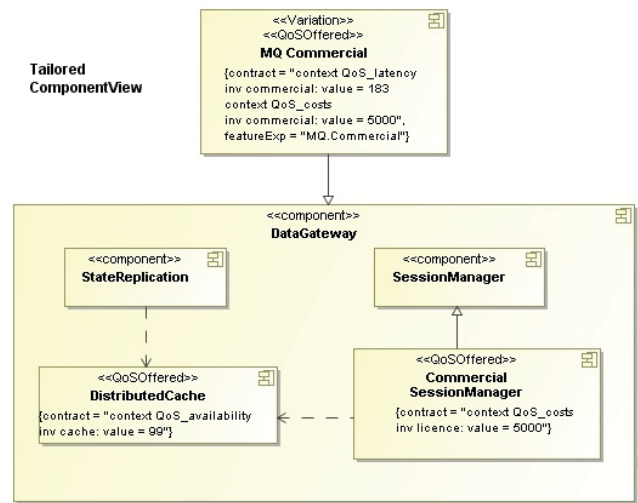 Tailored
ComponentView
<<Variation>>
<<QoSOffered>>
MQ Commercial
{contract = "context QoS_latency
inv commercial: value = 183
context QoS_costs
inv commercial: value = 5000",
featureExp = "MQ.Commercial"}
<<component>>
DataGateway
<<component>>
StateReplication
<<component>>
SessionManager
<<QoSOffered>>
DistributedCache
{contract = "context QoS_availability
inv cache: value = 99"}
<<QoSOffered>>
Commercial
SessionManager
{contract = "context QoS_costs
inv licence: value = 5000"}